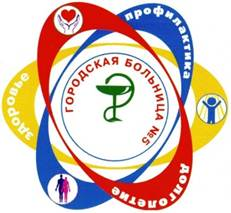 профилактика
здоровье
ГОРОДСКАЯ БОЛЬНИЦА №5
долголетие